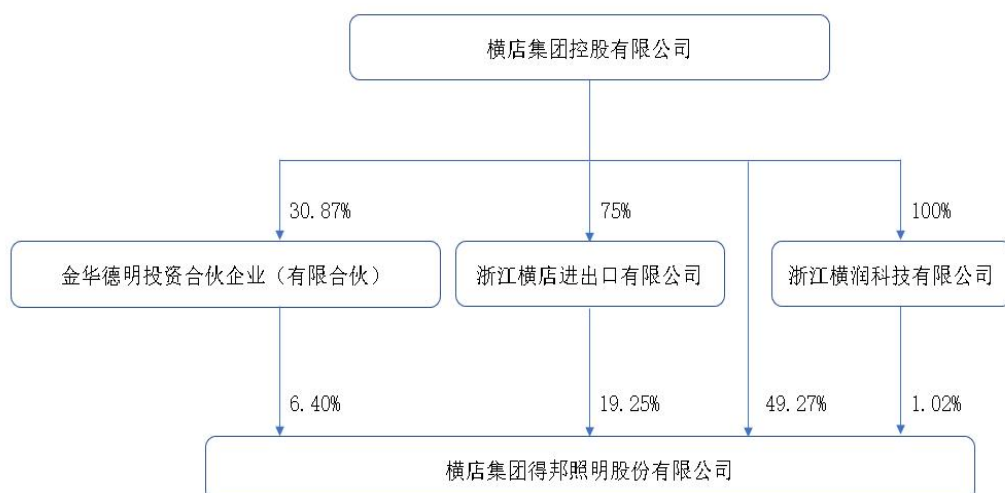 横店集团控股有限公司
30.87%
75%
100%
金华德明投资合伙企业（有限合伙）
浙江横店进出口有限公司
浙江横润科技有限公司
6.40%
19.25%
49.27%
1.02%
横店集团得邦照明股份有限公司